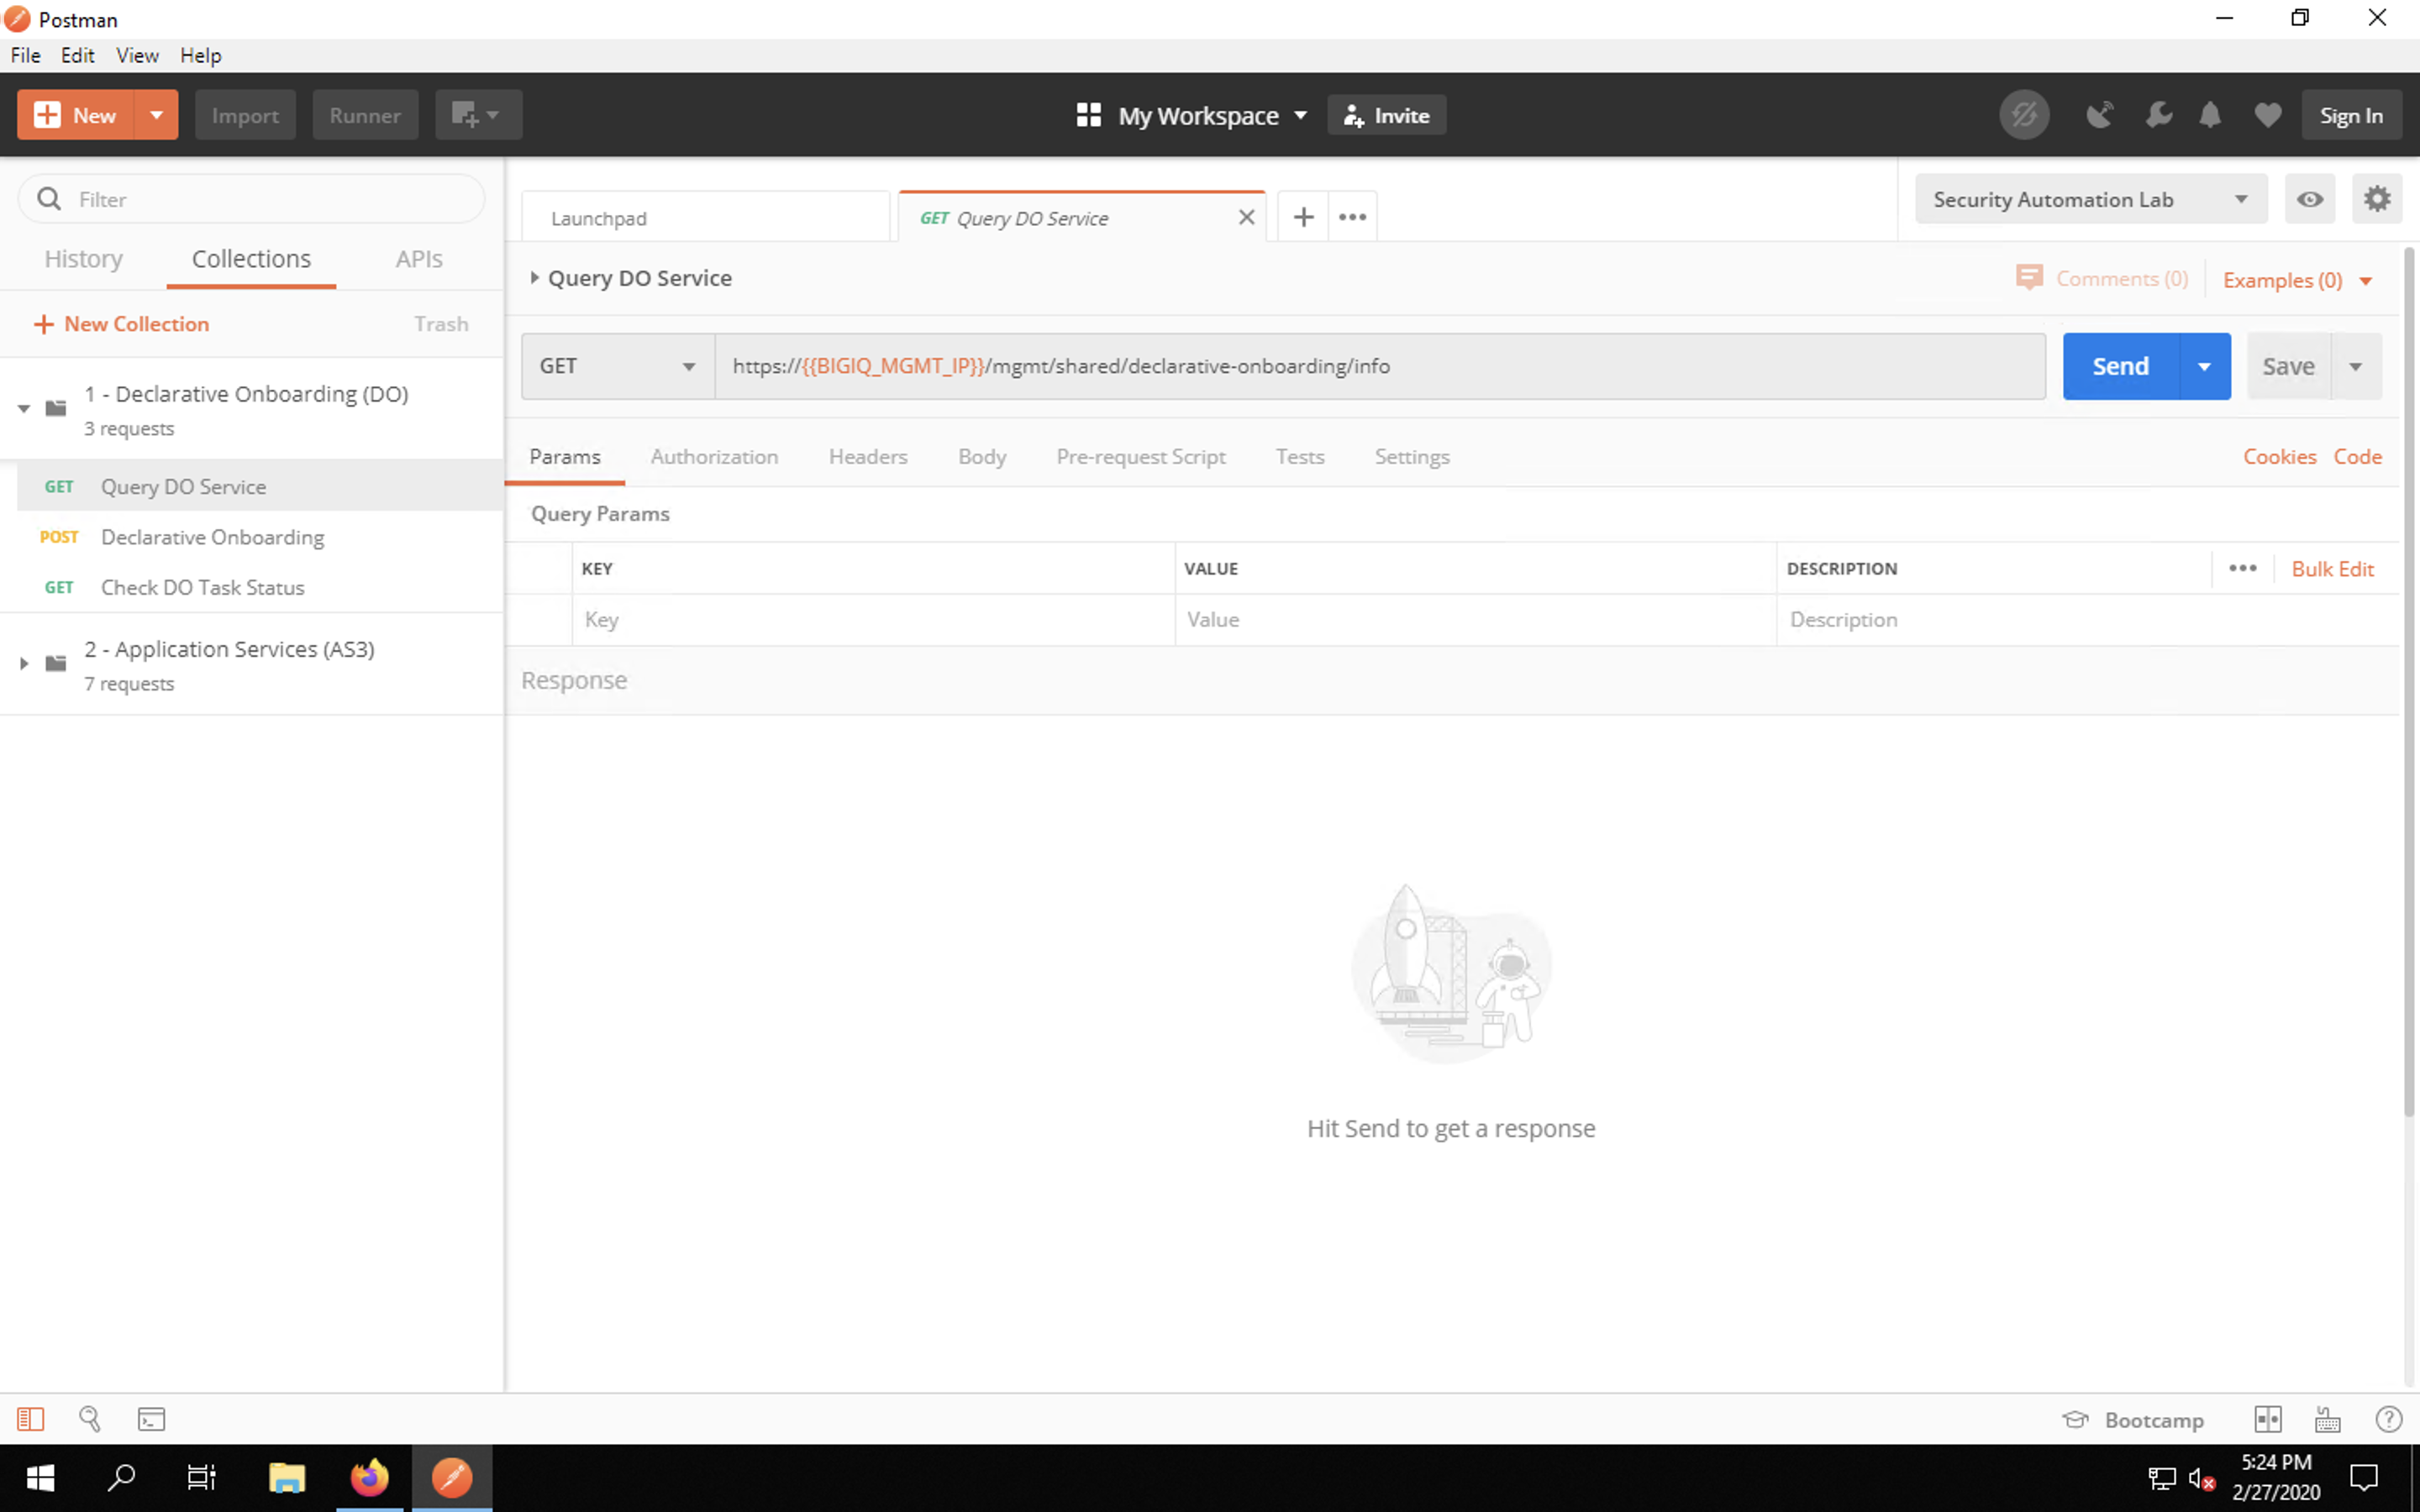 Postman
File Edit View Help
New Import Runner My Workspace Invite Sign In
Filter
History Collections APIs
New Collection Trash
1 - Declarative Onboarding (DO)
3 requests
GET Query DO Service
POST Declarative Onboarding
GET Check DO Task Status
2 - Application Services (AS3)
7 requests
Launchpad GET Query DO Service Security Automation Lab
Query DO Service Comments (0) Examples (0)
GET https://{{BIGIQ_MGMT_IP}}/mgmt/shared/declarative-onboarding/info Send Save
Params Authorization Headers Body Pre-request Script Tests Settings Cookies Code
Query Params
KEY VALUE DESCRIPTION Bulk Edit
Key Value Description
Response
Hit Send to get a response
Bootcamp
5:24 PM
2/27/2020